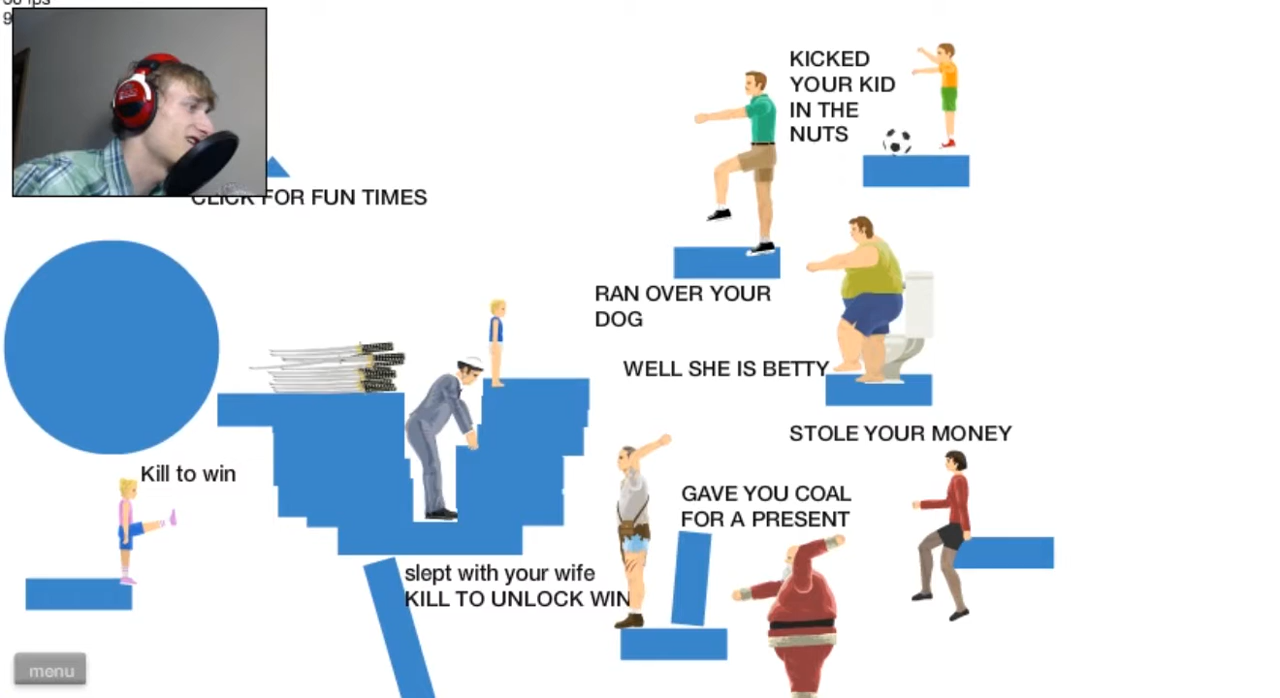 9
CLICK FOR FUN TIMES
KICKED
YOUR KID
IN THE
NUTS
RAN OVER YOUR
DOG
WELL SHE IS BETTY
STOLE YOUR MONEY
Kill to win
GAVE YOU COAL
FOR A PRESENT
slept with your wife
KILL TO UNLOCK WIN
menu